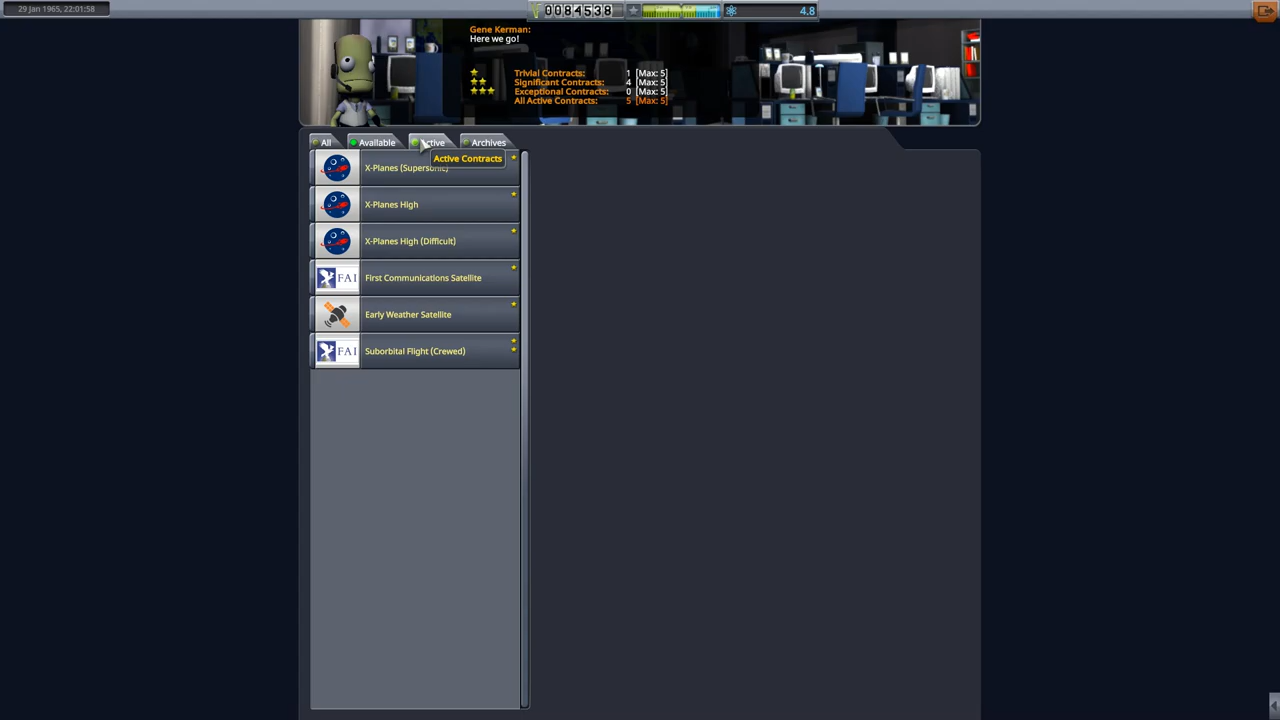 29 Jan 1965, 22:01:58
0084538
4.8
Gene Kerman:
Here we go!
Trivial Contracts: 1 [Max: 5]
Significant Contracts: 4 [Max: 5]
Exceptional Contracts: 0 [Max: 5]
All Active Contracts: 5 [Max: 5]
All
Available
Active
Archives
Active Contracts
X-Planes (Supersonic)
X-Planes High
X-Planes High (Difficult)
FAI
First Communications Satellite
Early Weather Satellite
FAI
Suborbital Flight (Crewed)